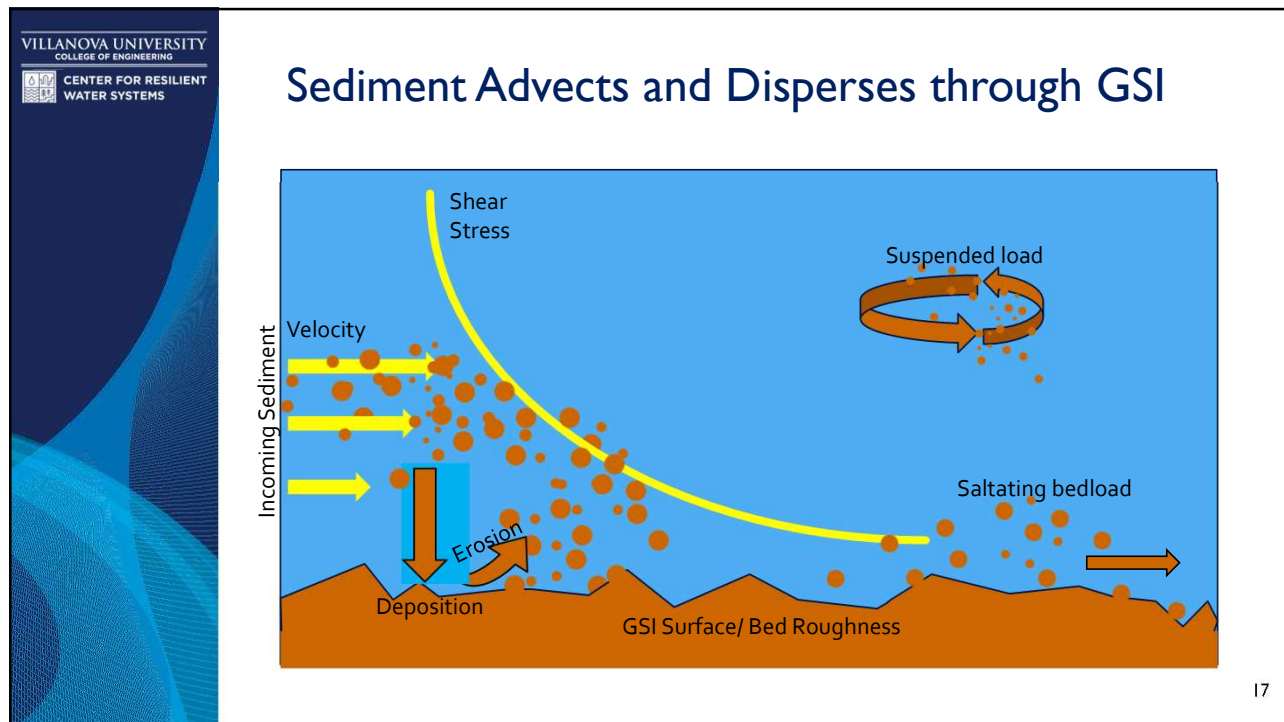 VILLANOVA UNIVERSITY
COLLEGE OF ENGINEERING
CENTER FOR RESILIENT
WATER SYSTEMS
Sediment Advects and Disperses through GSI
Shear
Stress
Suspended load
Velocity
Incoming Sediment
Saltating bedload
Erosion
Deposition
GSI Surface/ Bed Roughness
17